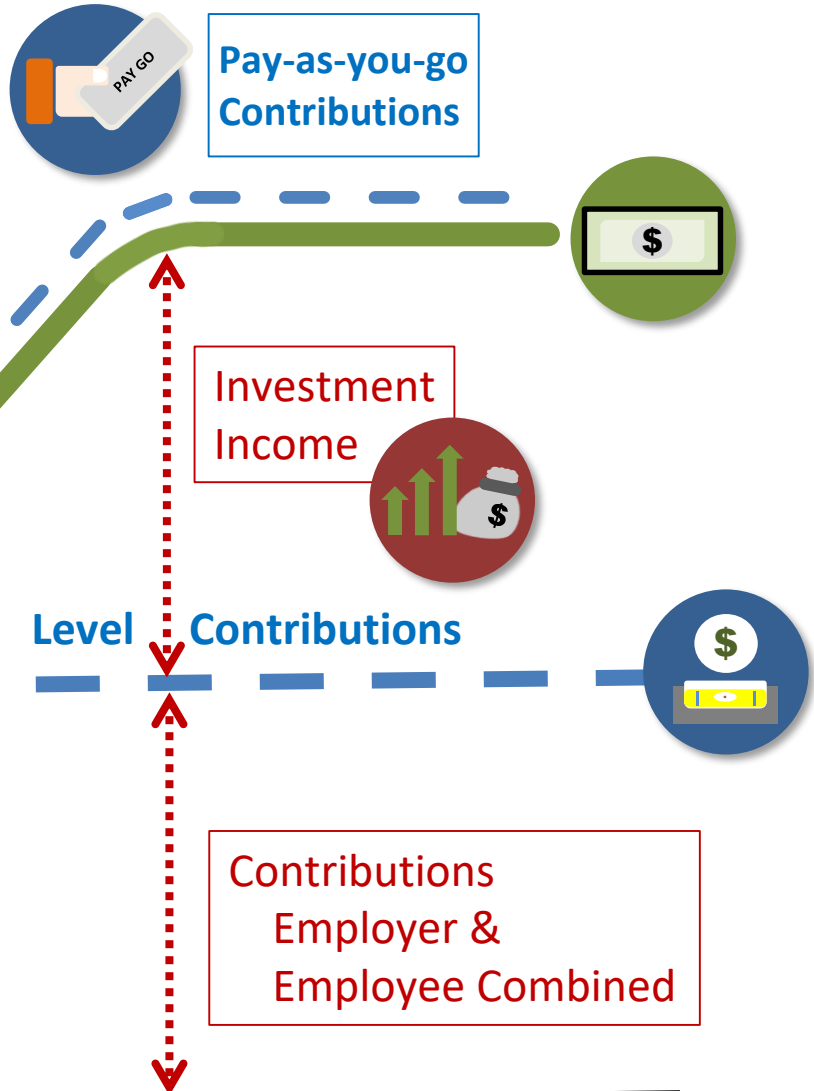 PAY GO
Pay-as-you-go
Contributions
$
Investment
Income
$
Level Contributions
$
Contributions
Employer &
Employee Combined